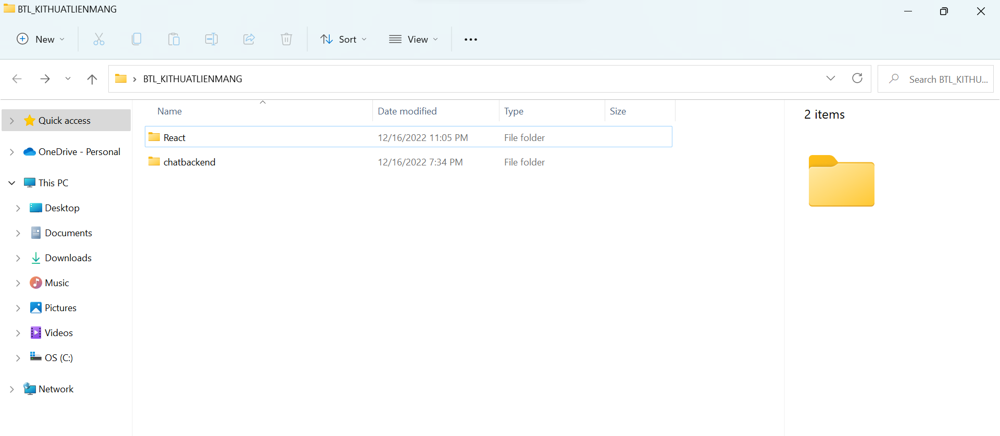 BTL_KITHUATLIENMANG
New
Sort
View
BTL_KITHUATLIENMANG
Search BTL_KITHU...
Quick access
OneDrive - Personal
This PC
Desktop
Documents
Downloads
Music
Pictures
Videos
OS (C:)
Network
Name Date modified Type Size
React 12/16/2022 11:05 PM File folder
chatbackend 12/16/2022 7:34 PM File folder
2 items